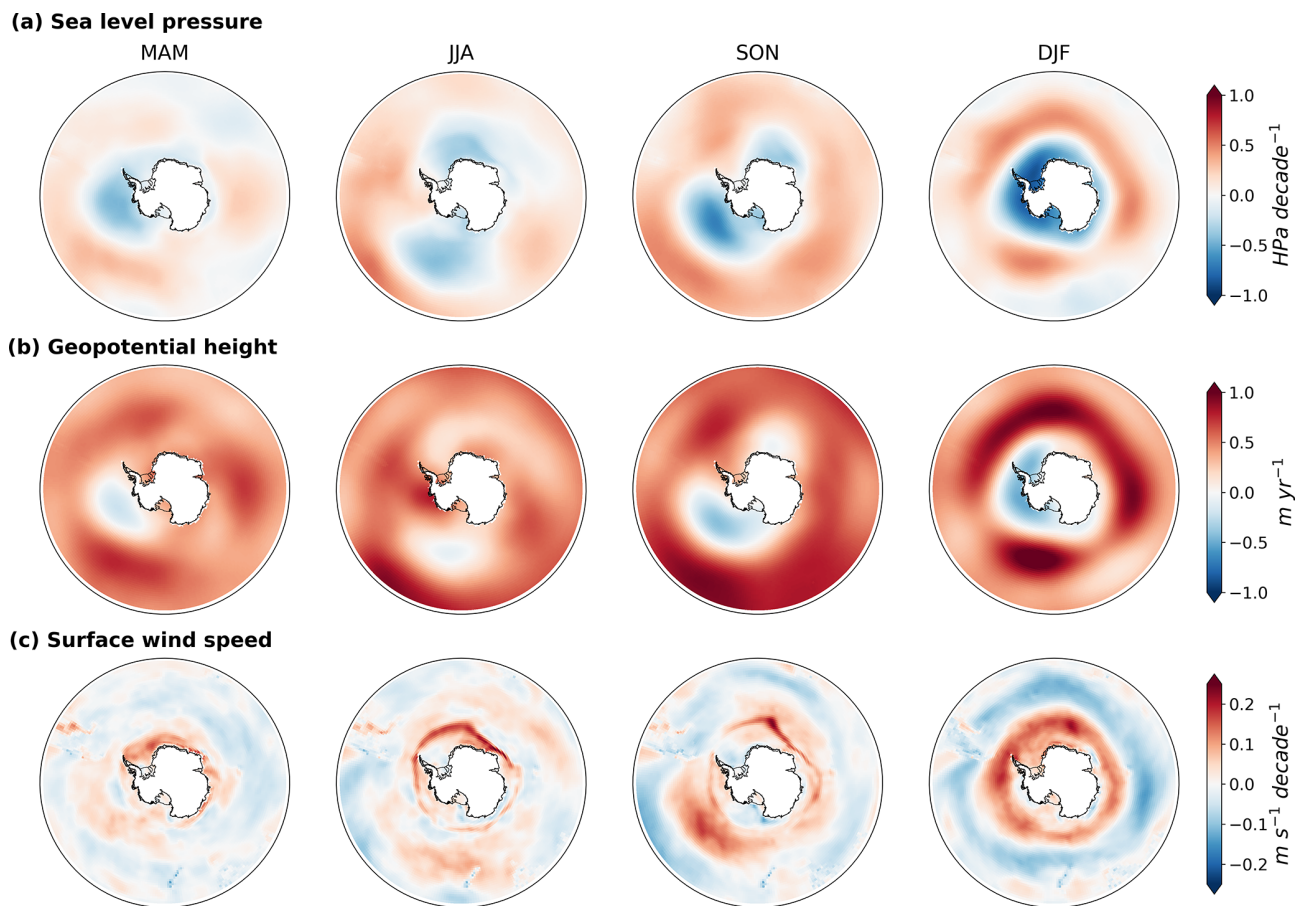 (a) Sea level pressure
MAM JJA SON DJF
1.0
0.5
0.0
−0.5
−1.0
HPa decade⁻¹
(b) Geopotential height
1.0
0.5
0.0
−0.5
−1.0
m yr⁻¹
(c) Surface wind speed
0.2
0.1
0.0
−0.1
−0.2
m s⁻¹ decade⁻¹